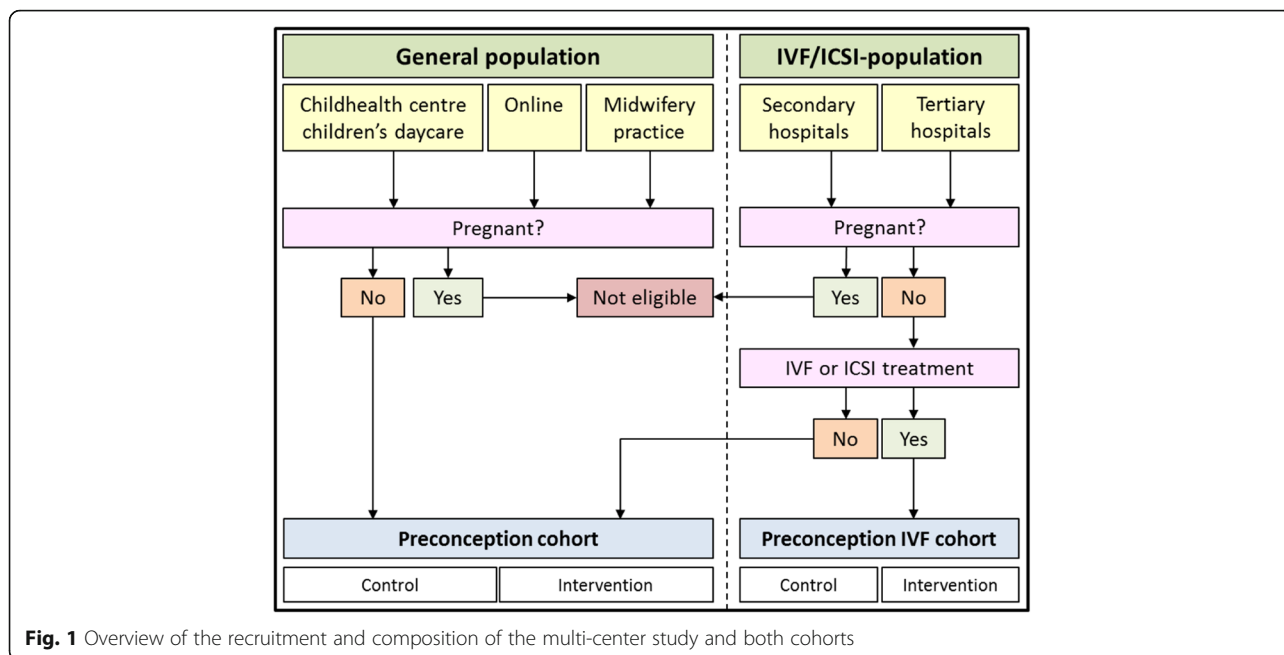 General population
IVF/ICSI-population
Childhealth centre
children's daycare
Online
Midwifery
practice
Secondary
hospitals
Tertiary
hospitals
Pregnant?
Pregnant?
No
Yes
Not eligible
Yes
No
IVF or ICSI treatment
No
Yes
Preconception cohort
Preconception IVF cohort
Control
Intervention
Control
Intervention
Fig. 1 Overview of the recruitment and composition of the multi-center study and both cohorts